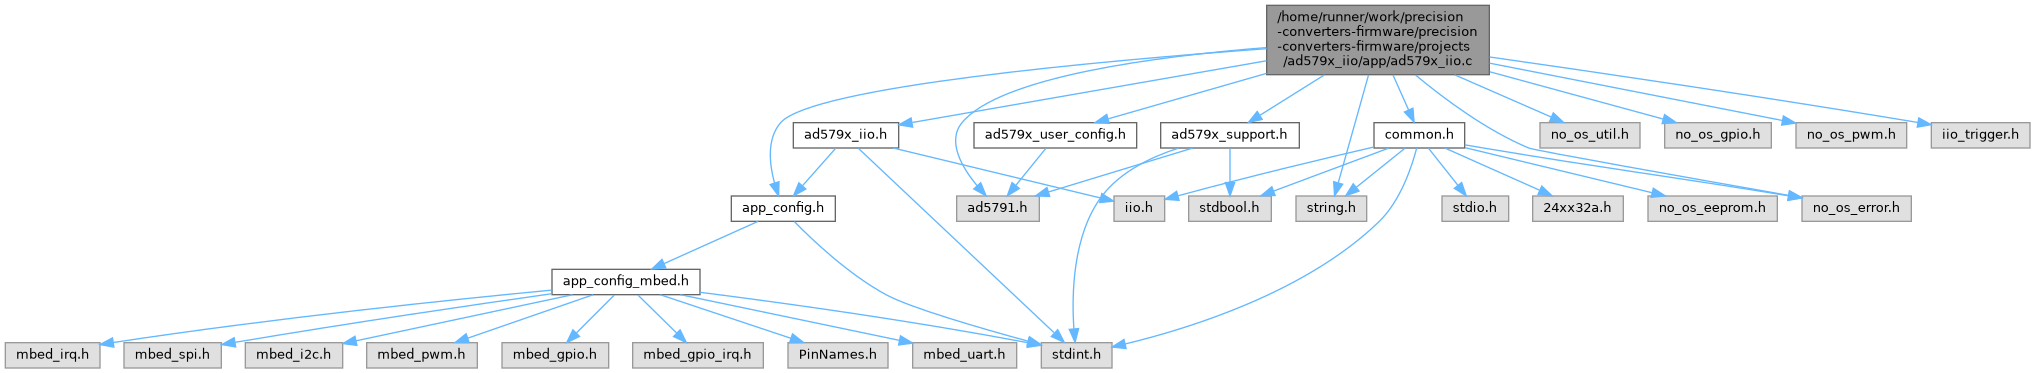 /home/runner/work/precision
-converters-firmware/precision
-converters-firmware/projects
/ad579x_iio/app/ad579x_iio.c
ad579x_iio.h
ad579x_user_config.h
ad579x_support.h
common.h
no_os_util.h
no_os_gpio.h
no_os_pwm.h
iio_trigger.h
app_config.h
ad5791.h
iio.h
stdbool.h
string.h
stdio.h
24xx32a.h
no_os_eeprom.h
no_os_error.h
app_config_mbed.h
mbed_irq.h
mbed_spi.h
mbed_i2c.h
mbed_pwm.h
mbed_gpio.h
mbed_gpio_irq.h
PinNames.h
mbed_uart.h
stdint.h